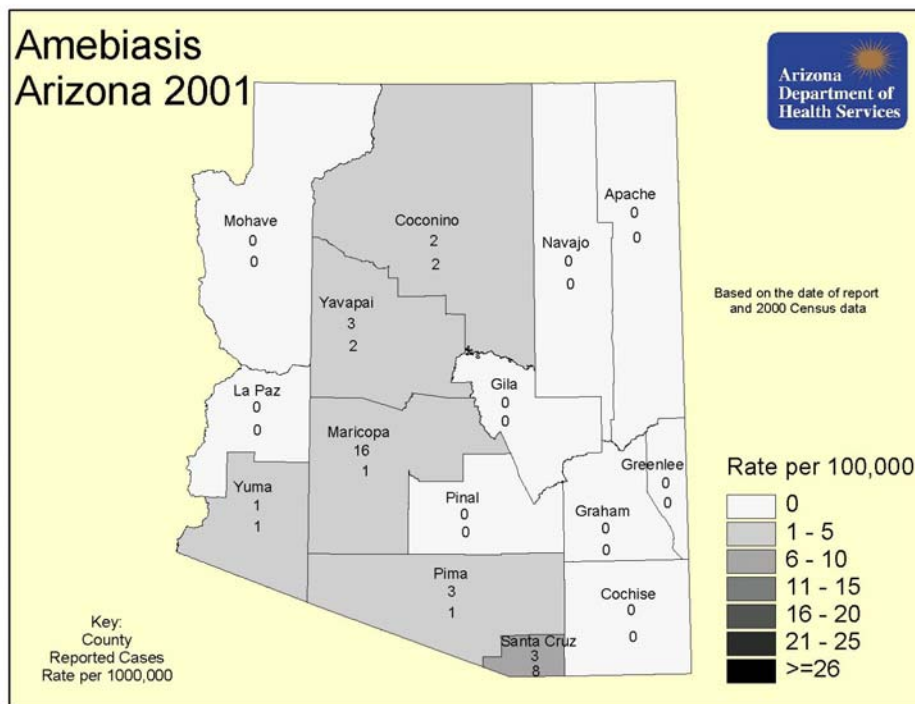 Amebiasis
Arizona 2001
Arizona
Department of
Health Services
Mohave
0
0
Coconino
2
2
Navajo
0
0
Apache
0
0
Based on the date of report
and 2000 Census data
Yavapai
3
2
La Paz
0
0
Gila
0
0
Maricopa
16
1
Yuma
1
1
Pinal
0
0
Graham
0
0
Greenlee
0
0
Pima
3
1
Santa Cruz
3
8
Cochise
0
0
Key:
County
Reported Cases
Rate per 1000,000
Rate per 100,000
0
1 - 5
6 - 10
11 - 15
16 - 20
21 - 25
>=26